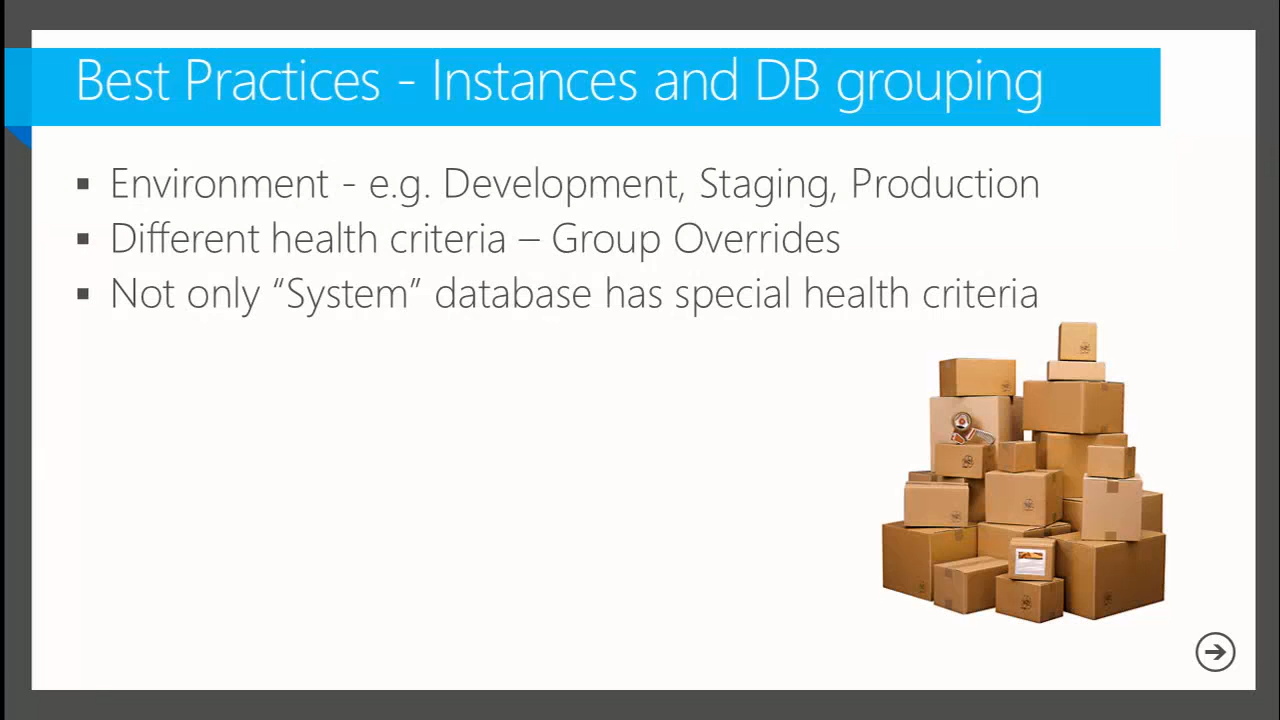 Best Practices - Instances and DB grouping
▪ Environment - e.g. Development, Staging, Production
▪ Different health criteria – Group Overrides
▪ Not only “System” database has special health criteria